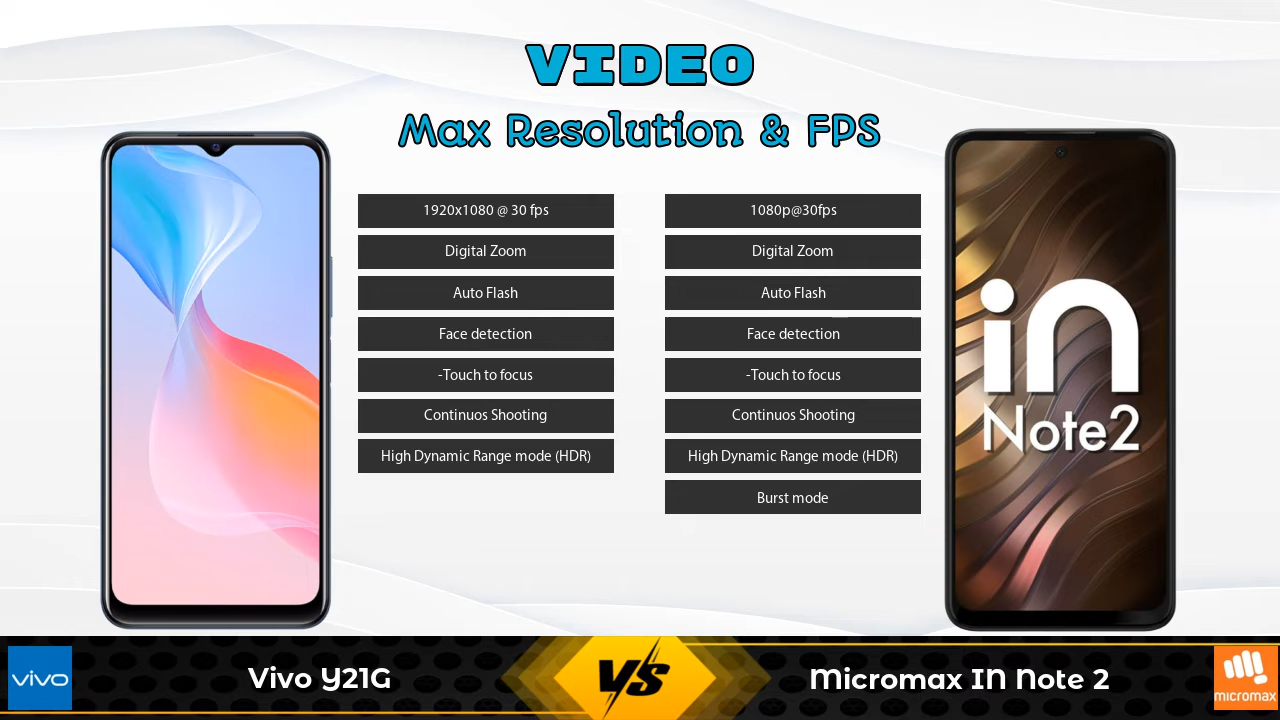 VIDEO
Max Resolution & FPS
1920x1080 @ 30 fps
Digital Zoom
Auto Flash
Face detection
-Touch to focus
Continuos Shooting
High Dynamic Range mode (HDR)
1080p@30fps
Digital Zoom
Auto Flash
Face detection
-Touch to focus
Continuos Shooting
High Dynamic Range mode (HDR)
Burst mode
in
Note2
vivo
Vivo Y21G
VS
Micromax IN Note 2
micromax